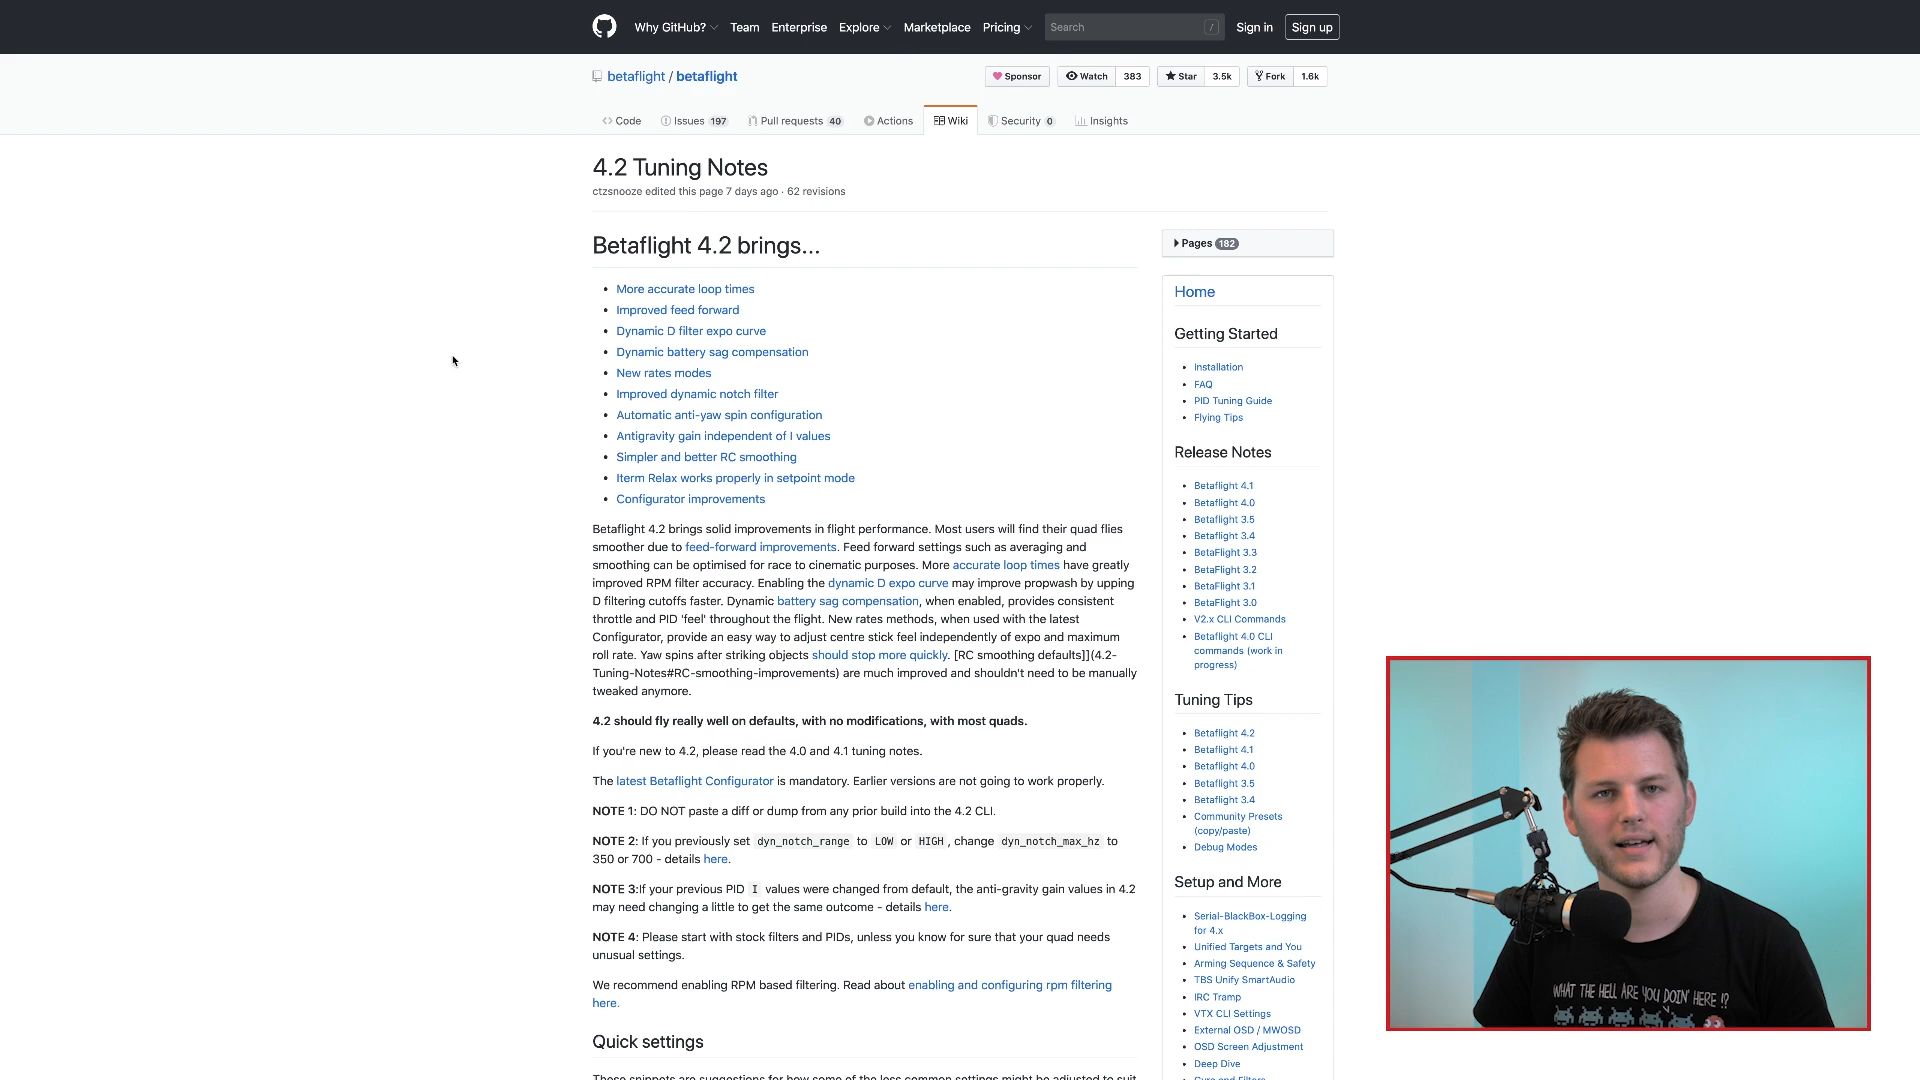 Why GitHub? Team Enterprise Explore Marketplace Pricing Search / Sign in Sign up
betaflight / betaflight
Sponsor Watch 383 Star 3.5k Fork 1.6k
Code Issues 197 Pull requests 40 Actions Wiki Security 0 Insights
4.2 Tuning Notes
ctzsnooze edited this page 7 days ago · 62 revisions
Betaflight 4.2 brings...
• More accurate loop times
• Improved feed forward
• Dynamic D filter expo curve
• Dynamic battery sag compensation
• New rates modes
• Improved dynamic notch filter
• Automatic anti-yaw spin configuration
• Antigravity gain independent of I values
• Simpler and better RC smoothing
• Iterm Relax works properly in setpoint mode
• Configurator improvements
Betaflight 4.2 brings solid improvements in flight performance. Most users will find their quad flies
smoother due to feed-forward improvements. Feed forward settings such as averaging and
smoothing can be optimised for race to cinematic purposes. More accurate loop times have greatly
improved RPM filter accuracy. Enabling the dynamic D expo curve may improve propwash by upping
D filtering cutoffs faster. Dynamic battery sag compensation, when enabled, provides consistent
throttle and PID 'feel' throughout the flight. New rates methods, when used with the latest
Configurator, provide an easy way to adjust centre stick feel independently of expo and maximum
roll rate. Yaw spins after striking objects should stop more quickly. [RC smoothing defaults]](4.2-
Tuning-Notes#RC-smoothing-improvements) are much improved and shouldn't need to be manually
tweaked anymore.
4.2 should fly really well on defaults, with no modifications, with most quads.
If you're new to 4.2, please read the 4.0 and 4.1 tuning notes.
The latest Betaflight Configurator is mandatory. Earlier versions are not going to work properly.
NOTE 1: DO NOT paste a diff or dump from any prior build into the 4.2 CLI.
NOTE 2: If you previously set dyn_notch_range to LOW or HIGH , change dyn_notch_max_hz to
350 or 700 - details here.
NOTE 3:If your previous PID I values were changed from default, the anti-gravity gain values in 4.2
may need changing a little to get the same outcome - details here.
NOTE 4: Please start with stock filters and PIDs, unless you know for sure that your quad needs
unusual settings.
We recommend enabling RPM based filtering. Read about enabling and configuring rpm filtering
here.
Quick settings
These snippets are suggestions for how some of the less common settings might be adjusted to suit
Pages 182
Home
Getting Started
• Installation
• FAQ
• PID Tuning Guide
• Flying Tips
Release Notes
• Betaflight 4.1
• Betaflight 4.0
• Betaflight 3.5
• Betaflight 3.4
• BetaFlight 3.3
• BetaFlight 3.2
• BetaFlight 3.1
• BetaFlight 3.0
• V2.x CLI Commands
• Betaflight 4.0 CLI
commands (work in
progress)
Tuning Tips
• Betaflight 4.2
• Betaflight 4.1
• Betaflight 4.0
• Betaflight 3.5
• Betaflight 3.4
• Community Presets
(copy/paste)
• Debug Modes
Setup and More
• Serial-BlackBox-Logging
for 4.x
• Unified Targets and You
• Arming Sequence & Safety
• TBS Unify SmartAudio
• IRC Tramp
• VTX CLI Settings
• External OSD / MWOSD
• OSD Screen Adjustment
• Deep Dive
• Gyro and Filters
WHAT THE HELL ARE YOU DOIN' HERE !?